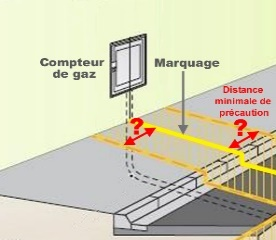 Compteur
de gaz
Marquage
Distance
minimale de
précaution
?
?